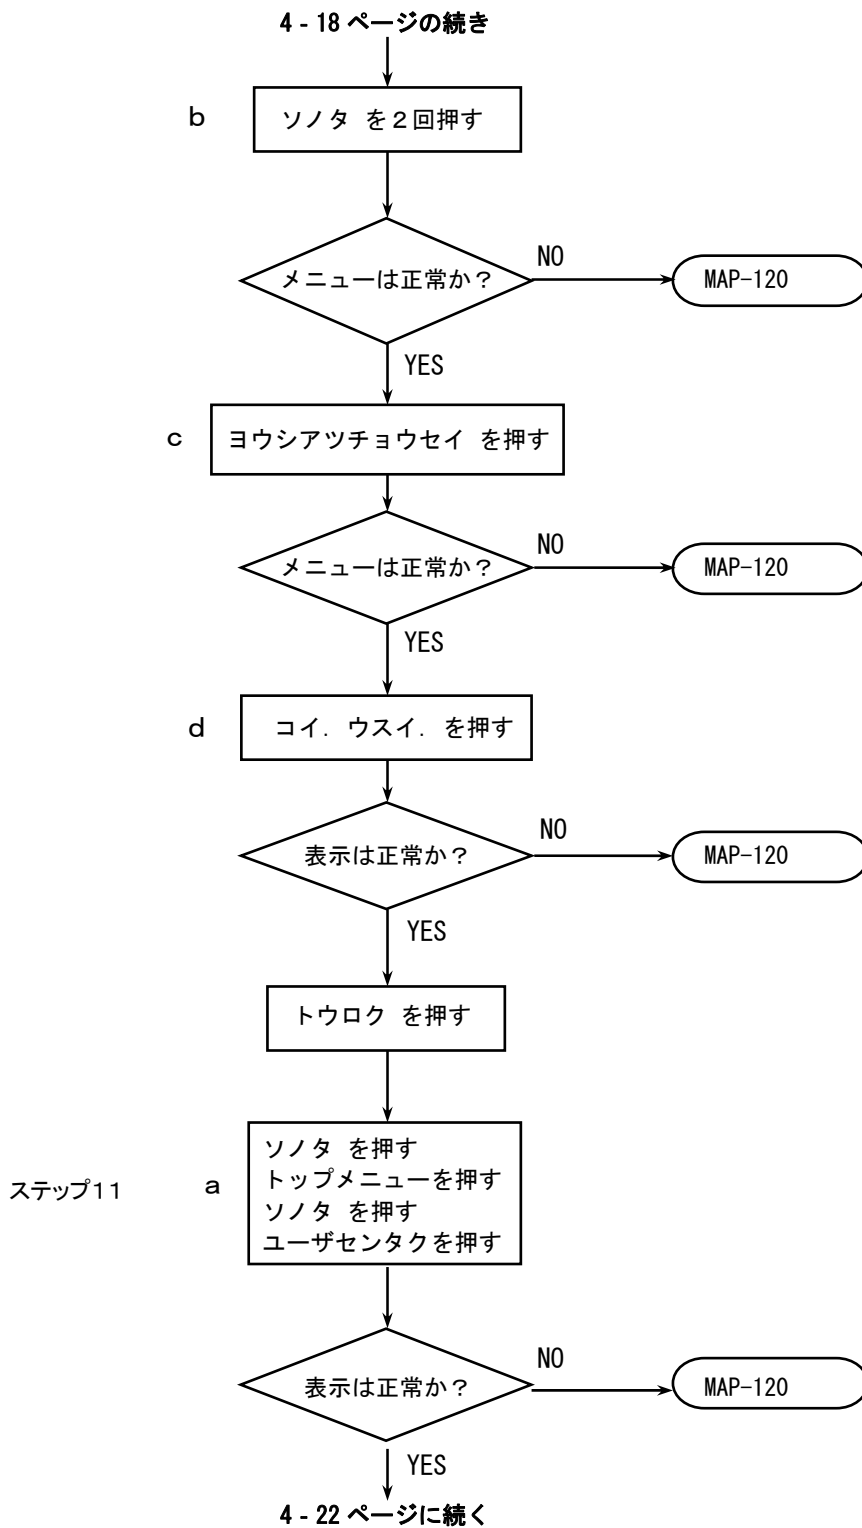 4 - 18 ページの続き
b
ソノタ を２回押す
メニューは正常か？
NO
MAP-120
YES
c
ヨウシアツチョウセイ を押す
メニューは正常か？
NO
MAP-120
YES
d
コイ．ウスイ．を押す
表示は正常か？
NO
MAP-120
YES
トウロク を押す
ステップ11
a
ソノタ を押す
トップメニューを押す
ソノタ を押す
ユーザセンタクを押す
表示は正常か？
NO
MAP-120
YES
4 - 22 ページに続く